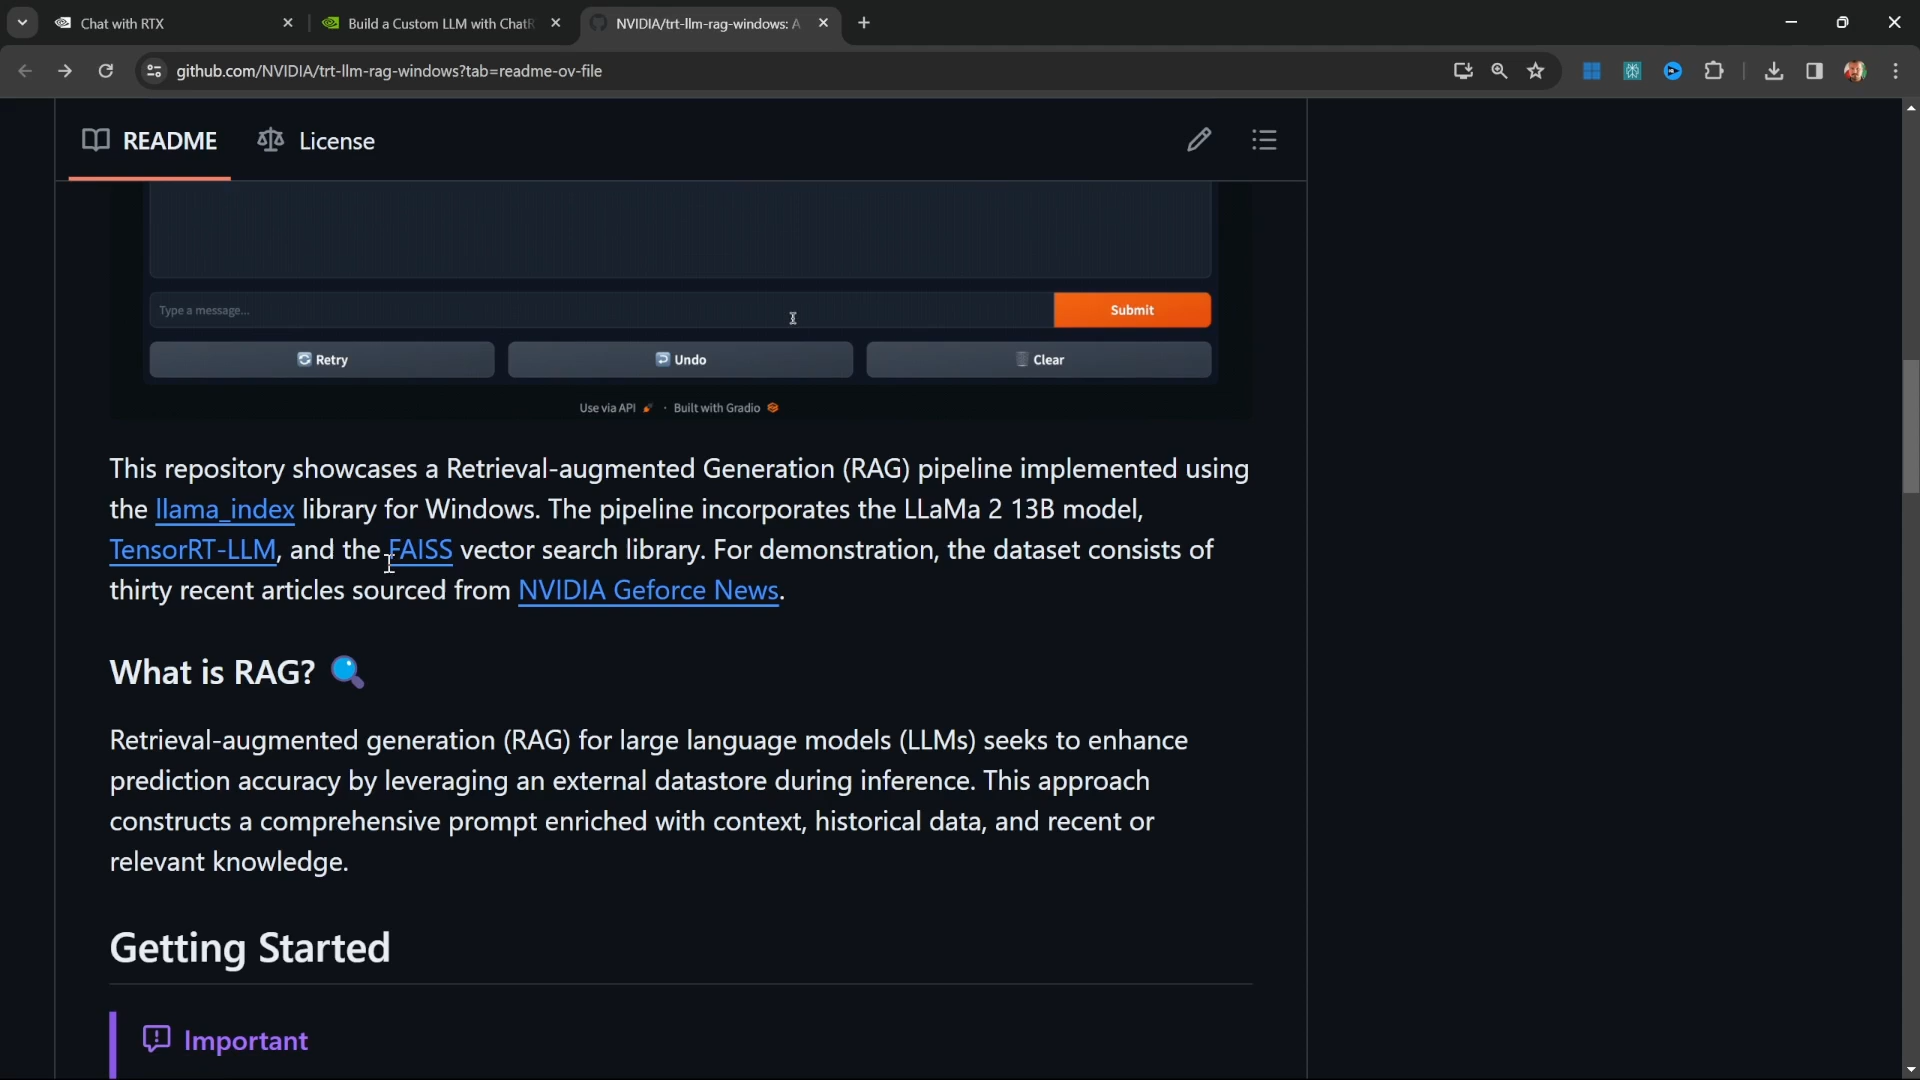 Chat with RTX
Build a Custom LLM with ChatR
NVIDIA/trt-llm-rag-windows: A
github.com/NVIDIA/trt-llm-rag-windows?tab=readme-ov-file
README
License
Type a message...
Submit
Retry
Undo
Clear
Use via API · Built with Gradio
This repository showcases a Retrieval-augmented Generation (RAG) pipeline implemented using
the llama_index library for Windows. The pipeline incorporates the LLaMa 2 13B model,
TensorRT-LLM, and the FAISS vector search library. For demonstration, the dataset consists of
thirty recent articles sourced from NVIDIA Geforce News.
What is RAG?
Retrieval-augmented generation (RAG) for large language models (LLMs) seeks to enhance
prediction accuracy by leveraging an external datastore during inference. This approach
constructs a comprehensive prompt enriched with context, historical data, and recent or
relevant knowledge.
Getting Started
Important